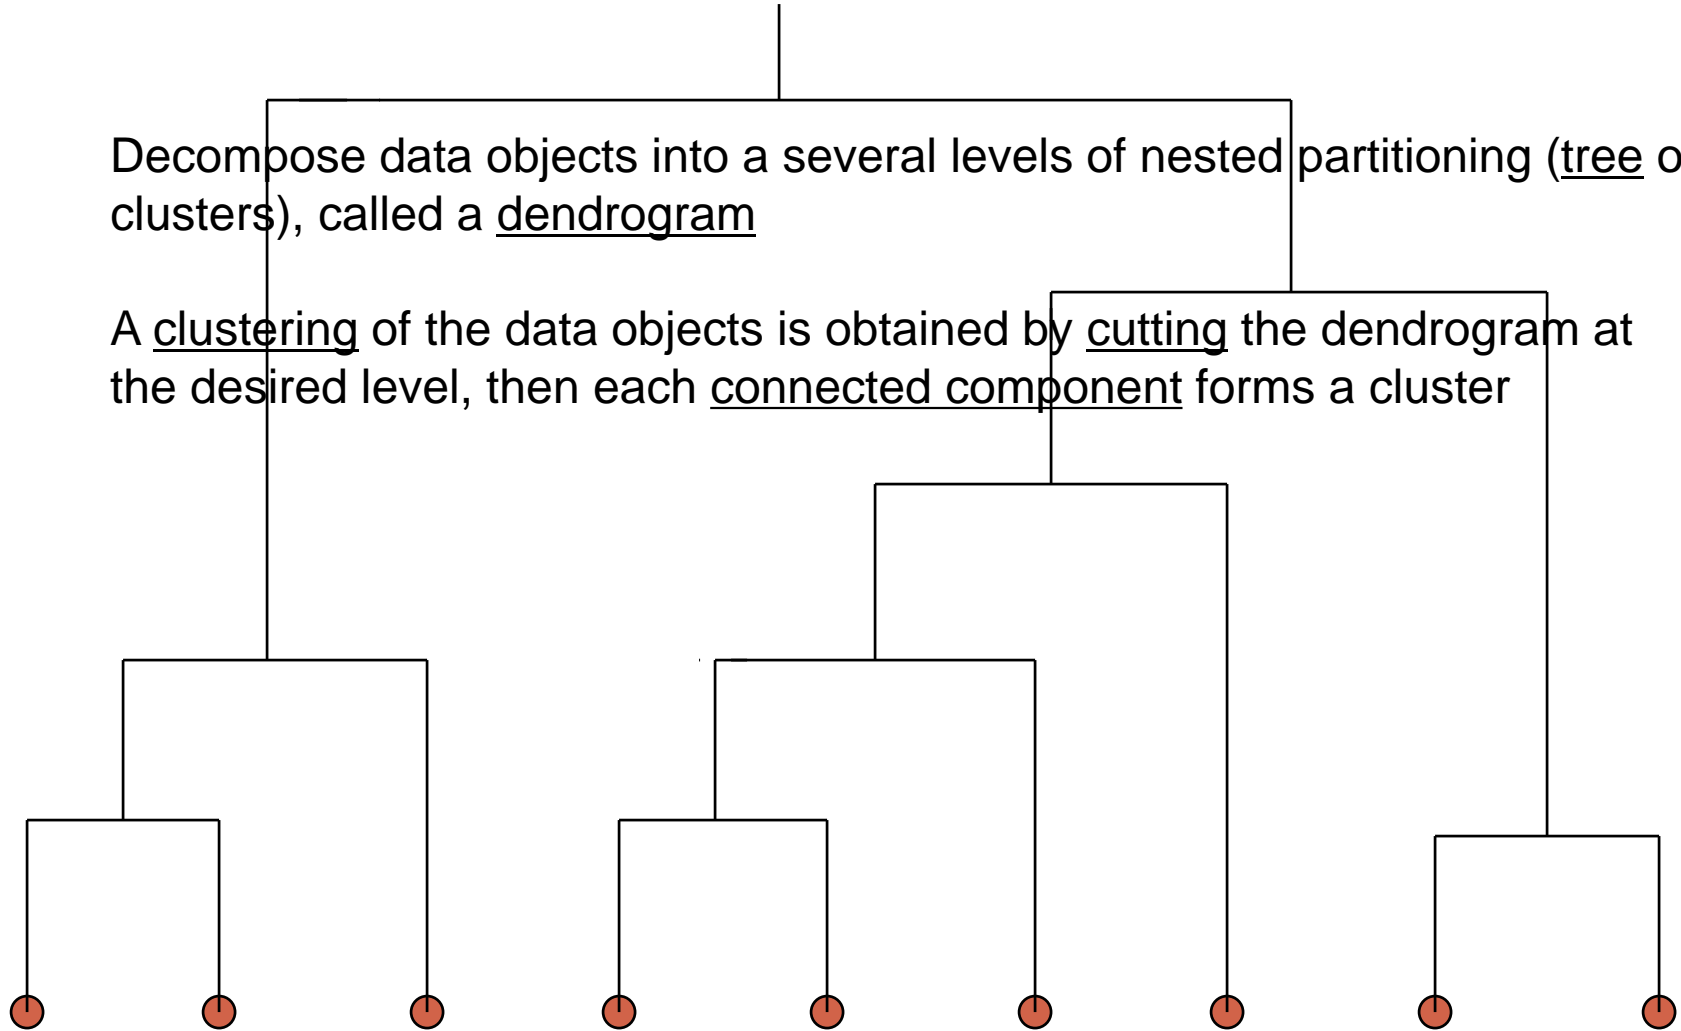 Decompose data objects into a several levels of nested partitioning (tree o
clusters), called a dendrogram
A clustering of the data objects is obtained by cutting the dendrogram at
the desired level, then each connected component forms a cluster